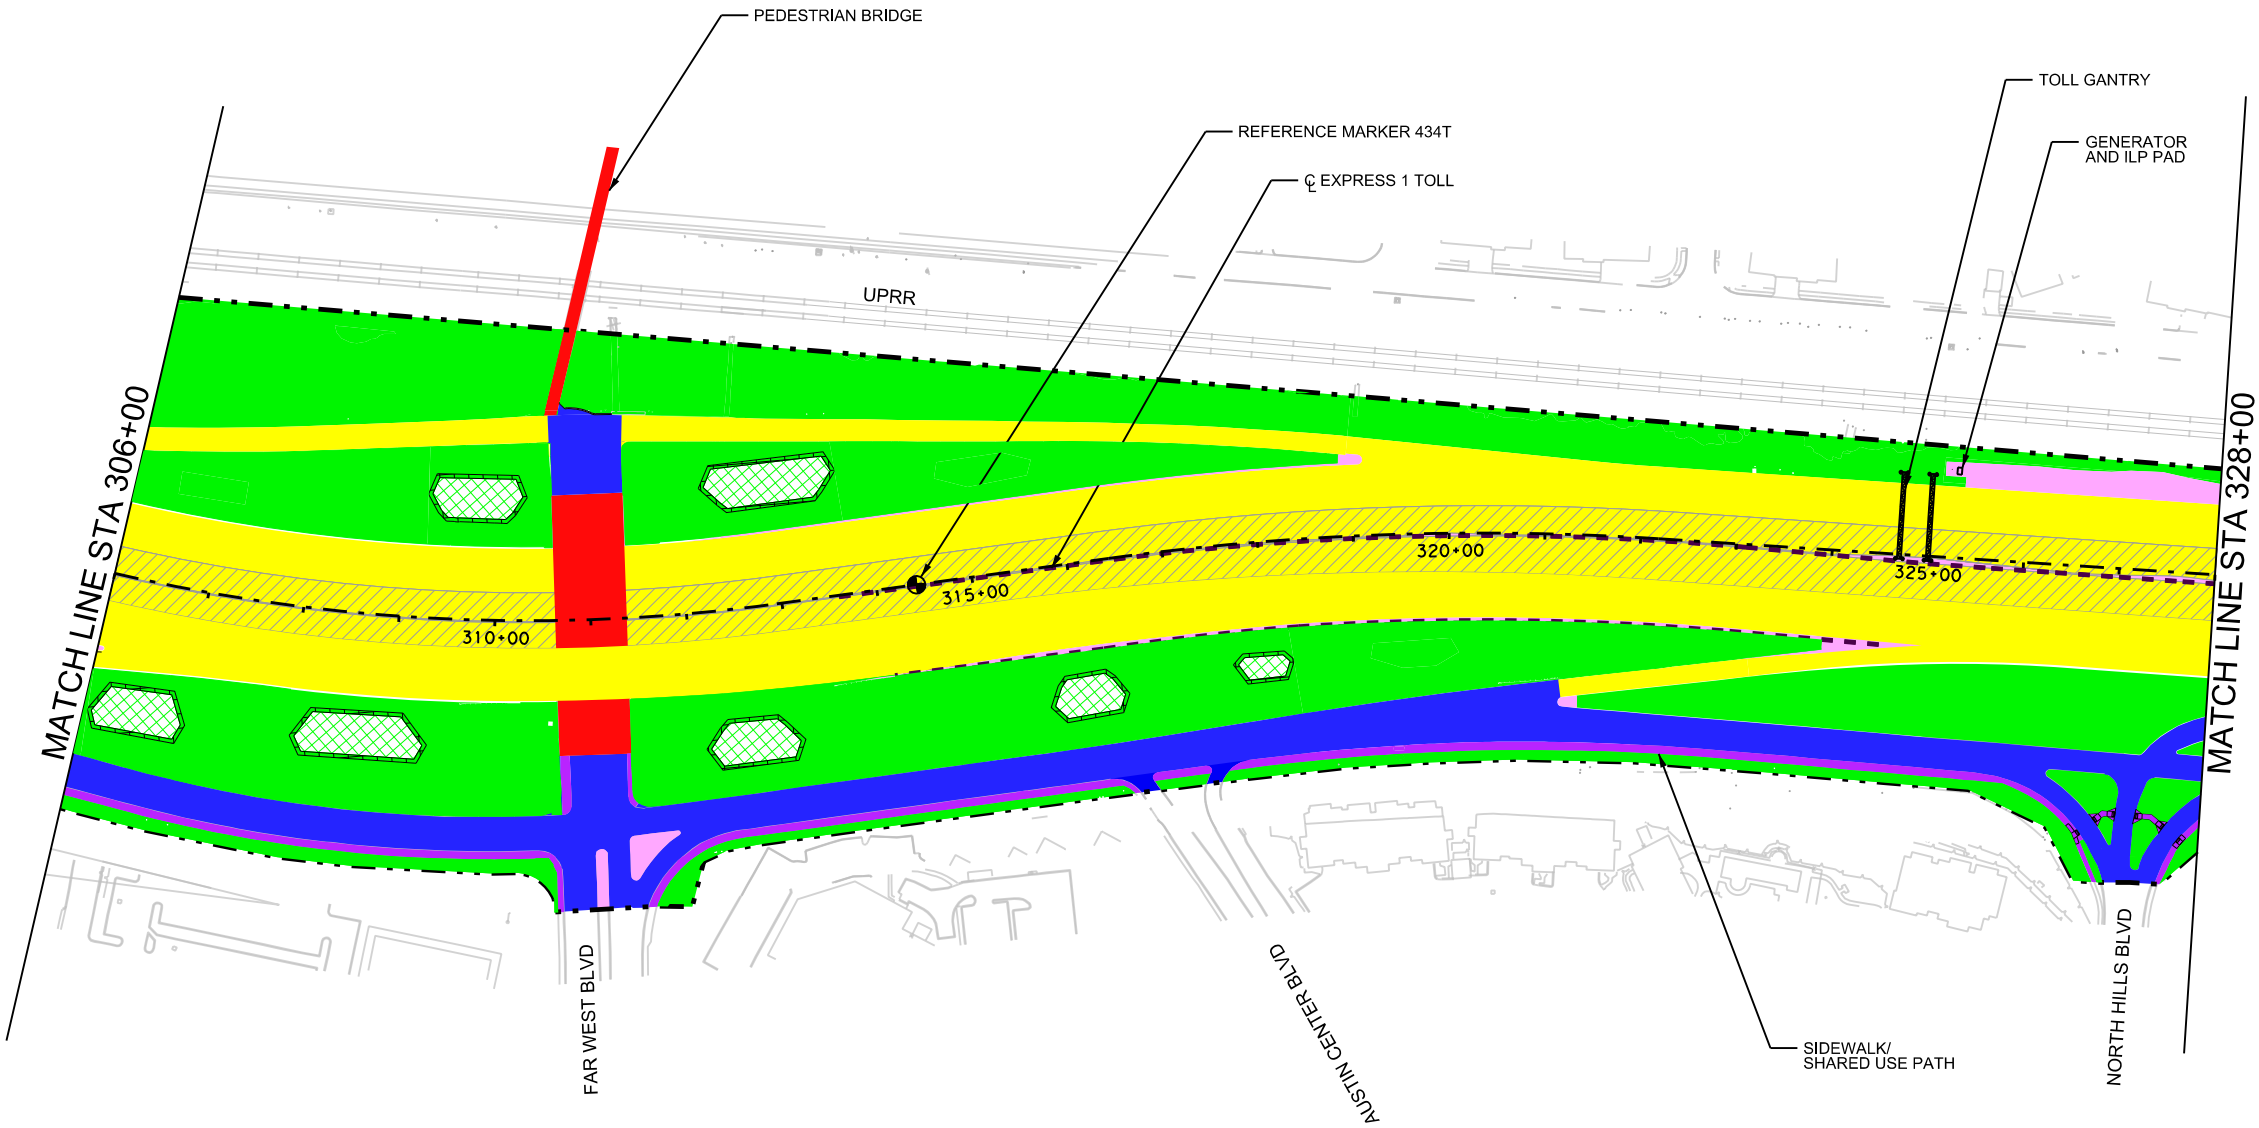 PEDESTRIAN BRIDGE
TOLL GANTRY
REFERENCE MARKER 434T
GENERATOR
AND ILP PAD
℄ EXPRESS 1 TOLL
UPRR
MATCH LINE STA 306+00
MATCH LINE STA 328+00
310+00
315+00
320+00
325+00
FAR WEST BLVD
AUSTIN CENTER BLVD
NORTH HILLS BLVD
SIDEWALK/
SHARED USE PATH